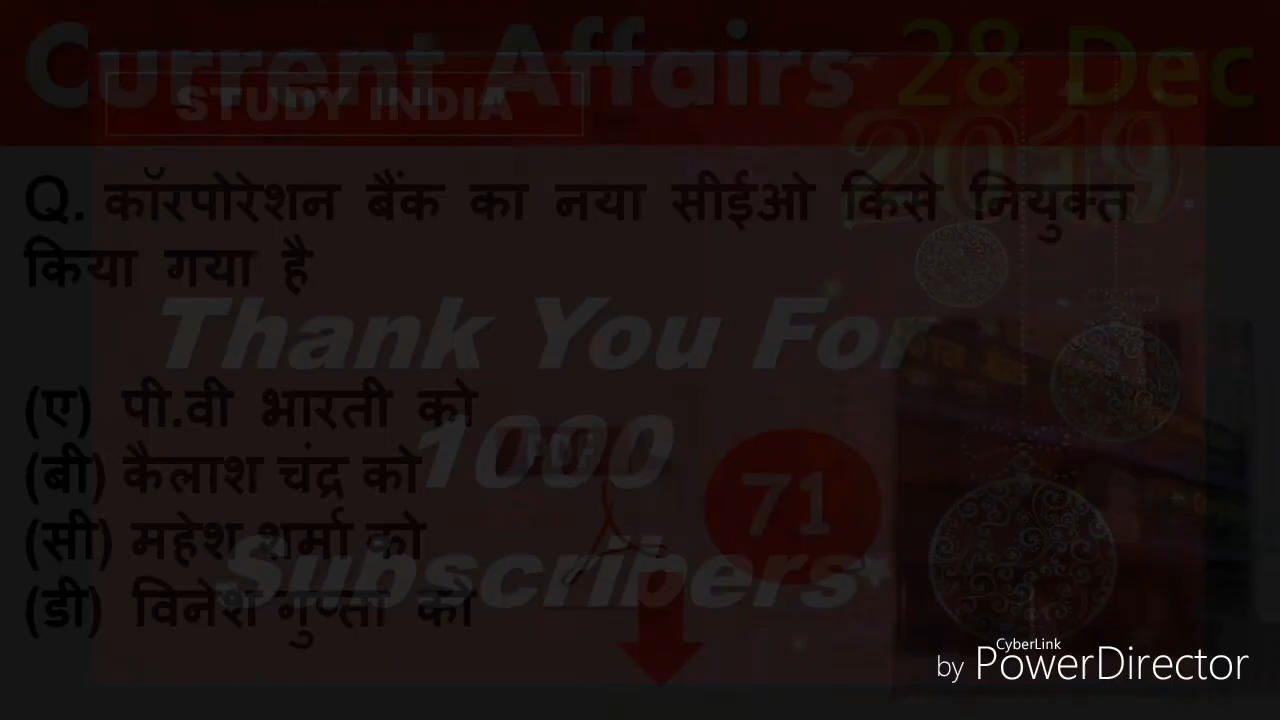 Current Affairs 28 Dec
STUDY INDIA
2019
Q. कॉरपोरेशन बैंक का नया सीईओ किसे नियुक्त
किया गया है
Thank You For
(ए) पी.वी भारती को
1000
PDF
(बी) कैलाश चंद्र को
71
(सी) महेश शर्मा को
Subscribers
(डी) विनेश गुप्ता को
CyberLink
by PowerDirector